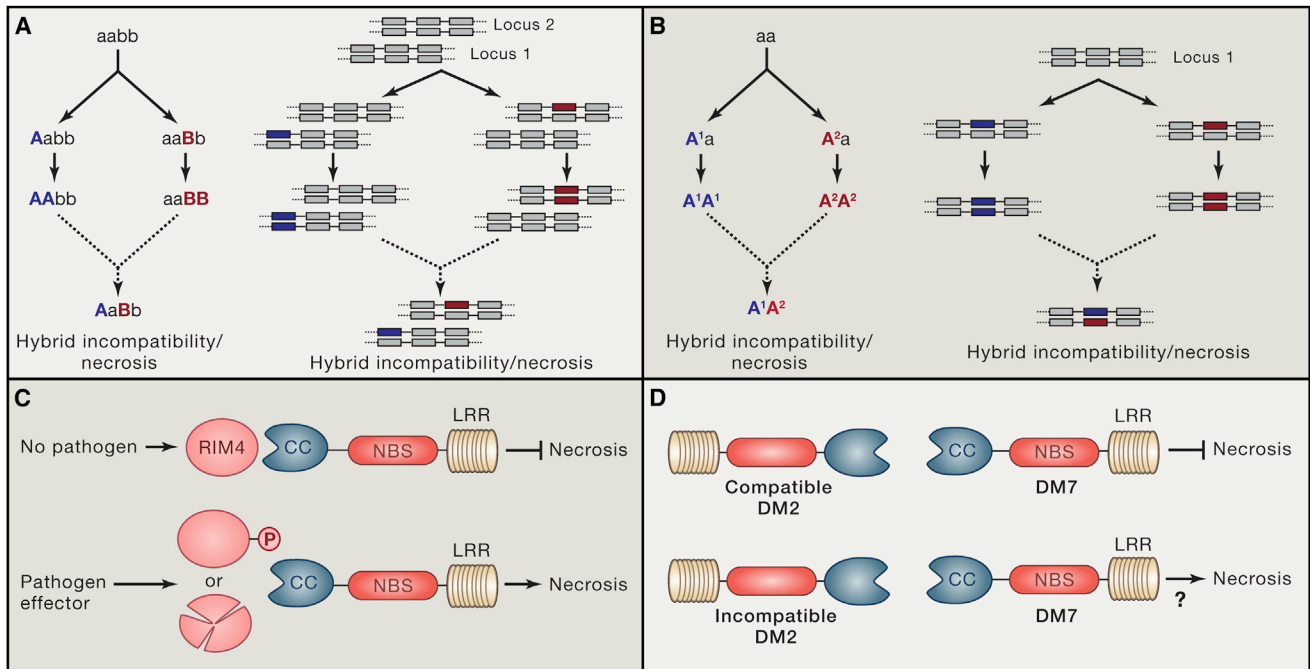 A
aabb
Aabb
aaBb
AAbb
aaBB
AaBb
Hybrid incompatibility/
necrosis
Locus 2
Locus 1
Hybrid incompatibility/necrosis
B
aa
A¹a
A²a
A¹A¹
A²A²
A¹A²
Hybrid incompatibility/
necrosis
Locus 1
Hybrid incompatibility/necrosis
C
No pathogen
RIM4
CC
NBS
LRR
Necrosis
Pathogen
effector
P
or
CC
NBS
LRR
Necrosis
D
Compatible
DM2
CC
NBS
DM7
LRR
Necrosis
Incompatible
DM2
CC
NBS
DM7
LRR
?
Necrosis